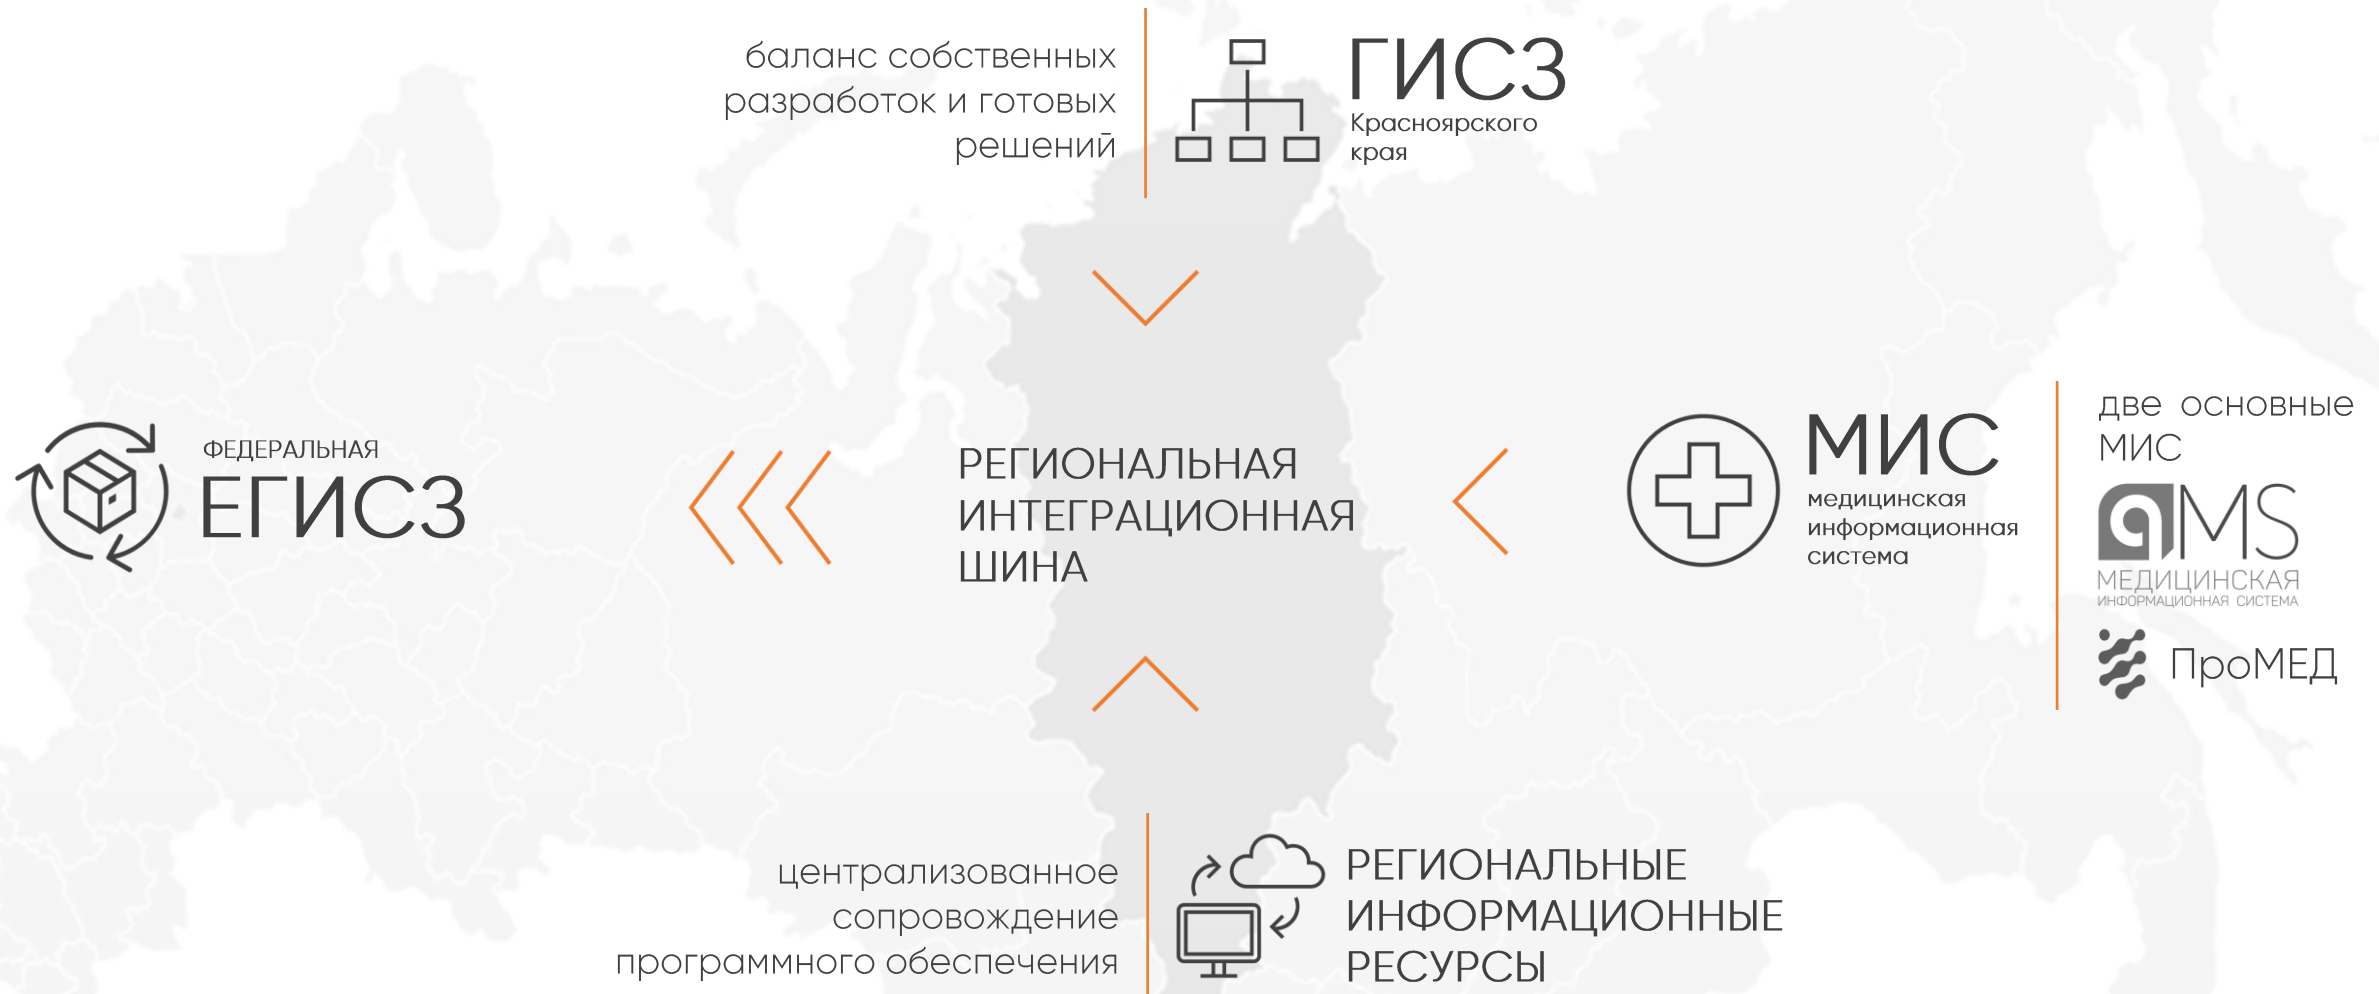 баланс собственных
разработок и готовых
решений
ГИСЗ
Красноярского
края
ФЕДЕРАЛЬНАЯ
ЕГИСЗ
РЕГИОНАЛЬНАЯ
ИНТЕГРАЦИОННАЯ
ШИНА
МИС
медицинская
информационная
система
две основные
МИС
qMS
МЕДИЦИНСКАЯ
ИНФОРМАЦИОННАЯ СИСТЕМА
ПроМЕД
централизованное
сопровождение
программного обеспечения
РЕГИОНАЛЬНЫЕ
ИНФОРМАЦИОННЫЕ
РЕСУРСЫ